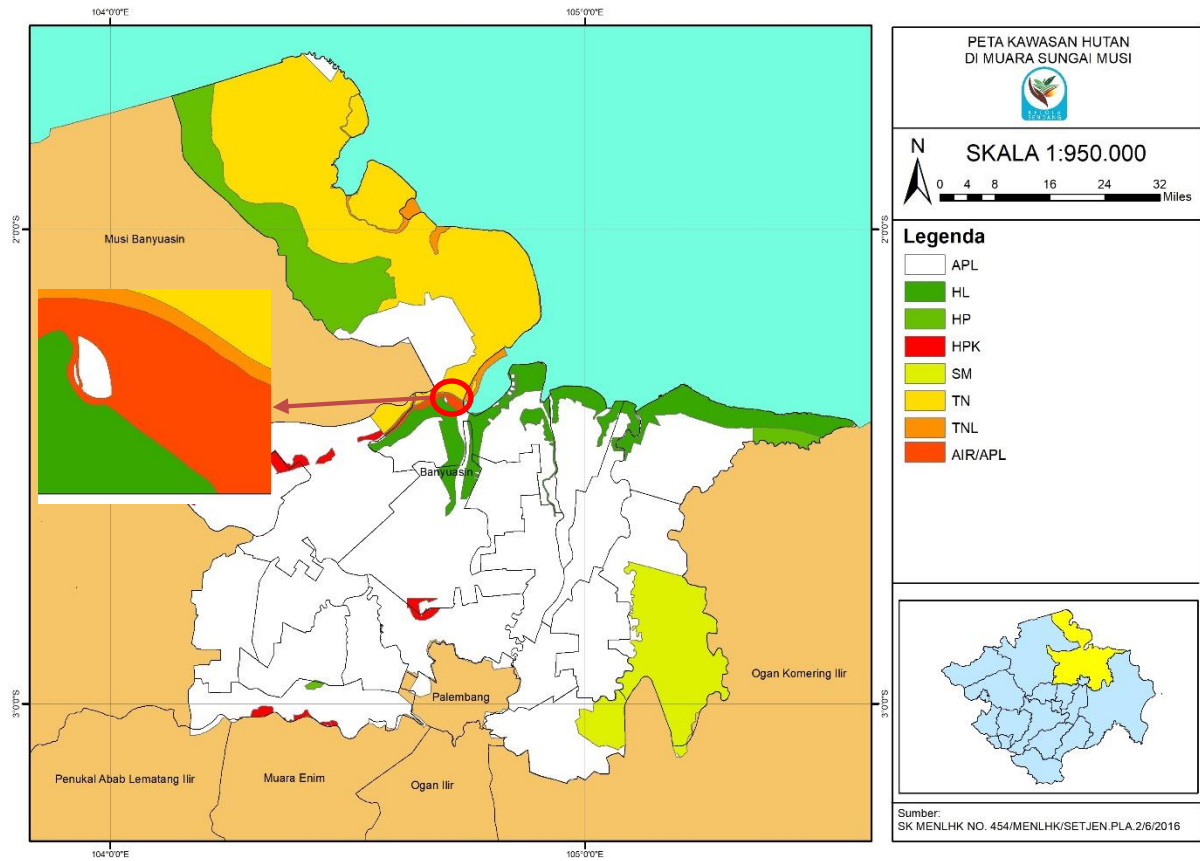 104°0'0"E
105°0'0"E
2°0'0"S
2°0'0"S
3°0'0"S
3°0'0"S
104°0'0"E
105°0'0"E
Musi Banyuasin
Banyuasin
Palembang
Ogan Komering Ilir
Penukal Abab Lematang Ilir
Muara Enim
Ogan Ilir
PETA KAWASAN HUTAN
DI MUARA SUNGAI MUSI
N
SKALA 1:950.000
0 4 8 16 24 32
Miles
Legenda
APL
HL
HP
HPK
SM
TN
TNL
AIR/APL
Sumber:
SK MENLHK NO. 454/MENLHK/SETJEN.PLA.2/6/2016